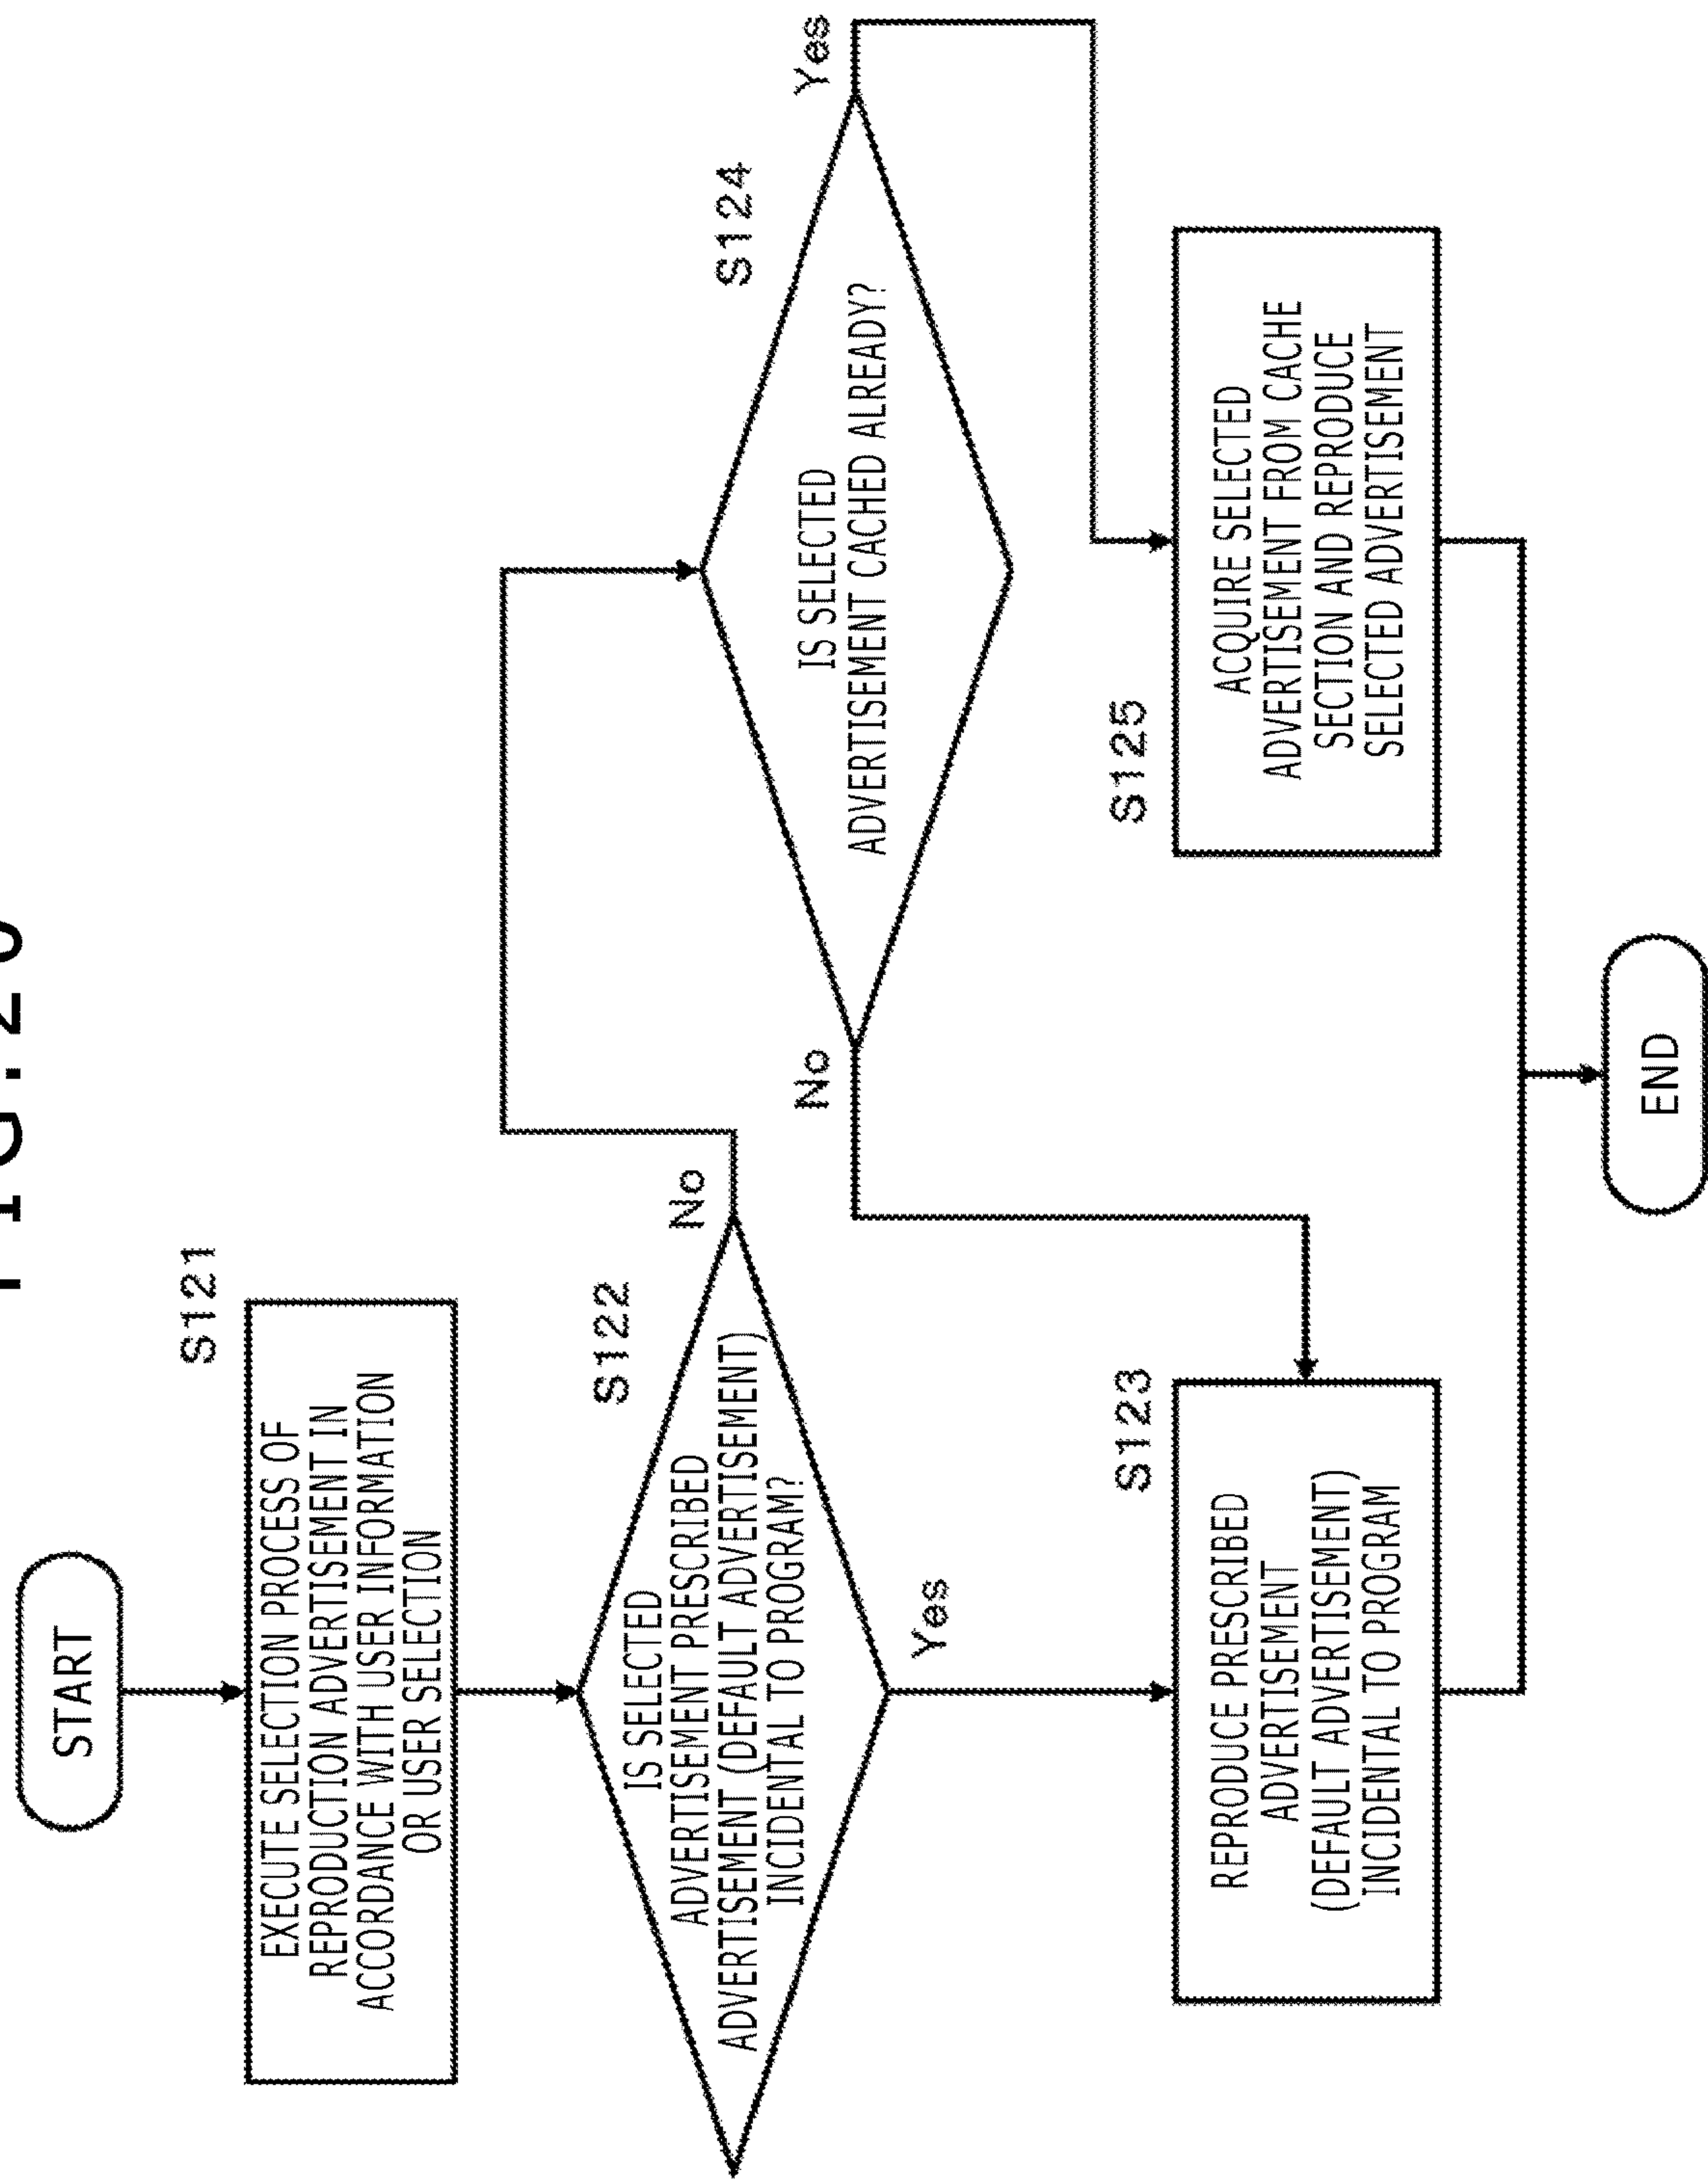 START
S121
EXECUTE SELECTION PROCESS OF
REPRODUCTION ADVERTISEMENT IN
ACCORDANCE WITH USER INFORMATION
OR USER SELECTION
S122
IS SELECTED
ADVERTISEMENT PRESCRIBED
ADVERTISEMENT (DEFAULT ADVERTISEMENT)
INCIDENTAL TO PROGRAM?
No
Yes
S124
IS SELECTED
ADVERTISEMENT CACHED ALREADY?
No
Yes
S123
REPRODUCE PRESCRIBED
ADVERTISEMENT
(DEFAULT ADVERTISEMENT)
INCIDENTAL TO PROGRAM
S125
ACQUIRE SELECTED
ADVERTISEMENT FROM CACHE
SECTION AND REPRODUCE
SELECTED ADVERTISEMENT
END